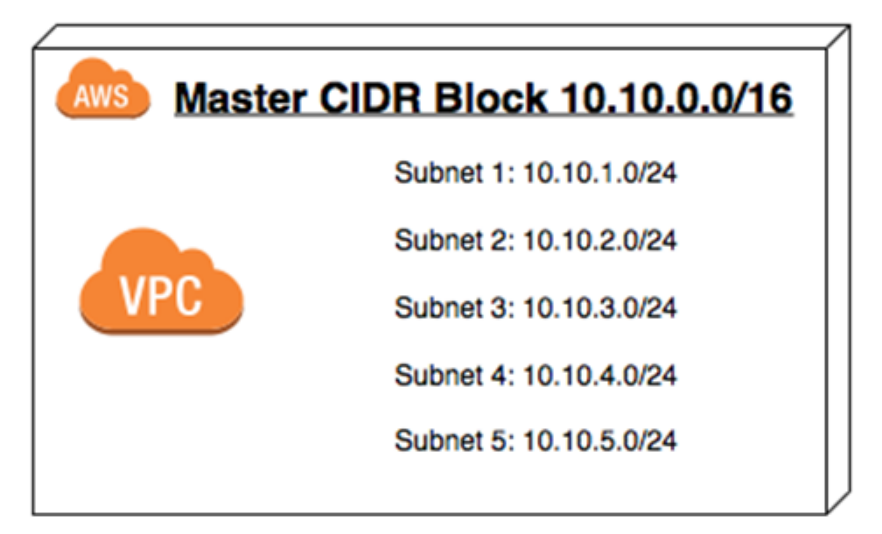 AWS
Master CIDR Block 10.10.0.0/16
Subnet 1: 10.10.1.0/24
Subnet 2: 10.10.2.0/24
VPC
Subnet 3: 10.10.3.0/24
Subnet 4: 10.10.4.0/24
Subnet 5: 10.10.5.0/24